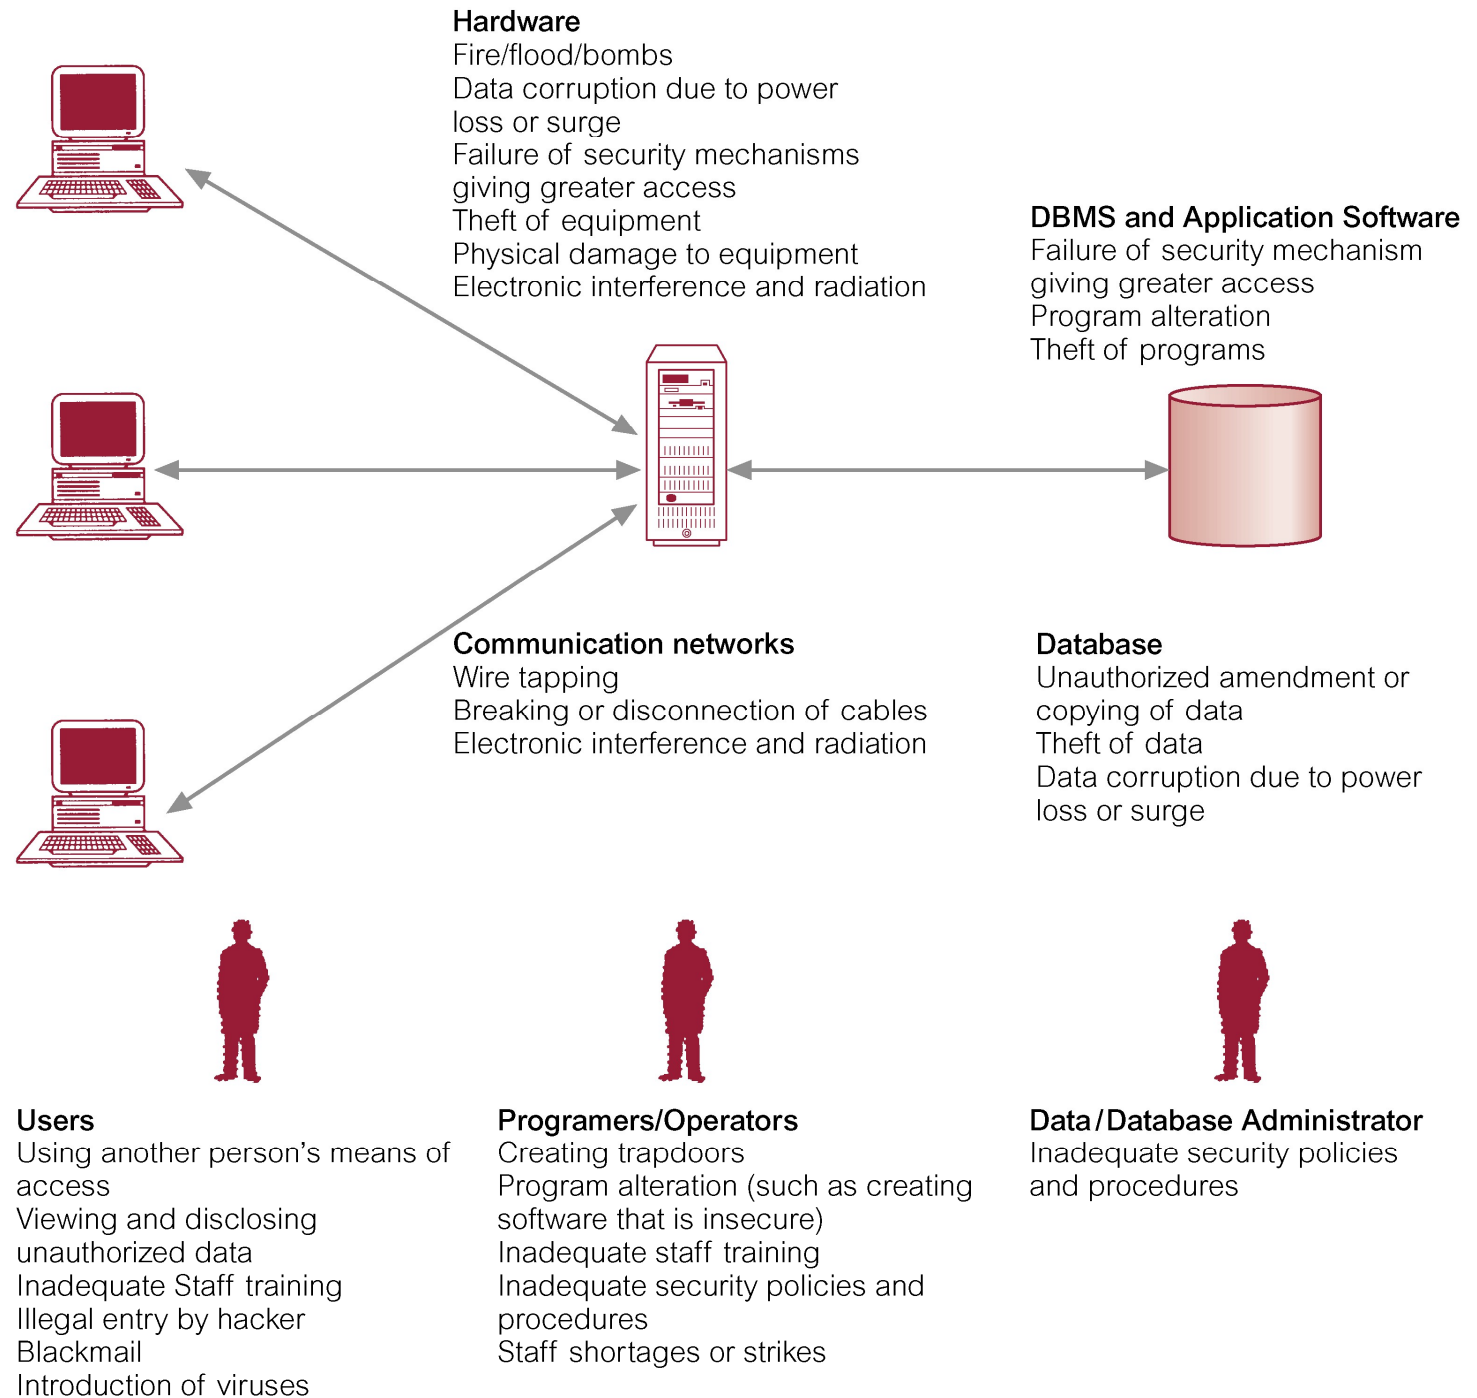 Hardware
Fire/flood/bombs
Data corruption due to power
loss or surge
Failure of security mechanisms
giving greater access
Theft of equipment
Physical damage to equipment
Electronic interference and radiation
DBMS and Application Software
Failure of security mechanism
giving greater access
Program alteration
Theft of programs
Communication networks
Wire tapping
Breaking or disconnection of cables
Electronic interference and radiation
Database
Unauthorized amendment or
copying of data
Theft of data
Data corruption due to power
loss or surge
Users
Using another person's means of
access
Viewing and disclosing
unauthorized data
Inadequate Staff training
Illegal entry by hacker
Blackmail
Introduction of viruses
Programers/Operators
Creating trapdoors
Program alteration (such as creating
software that is insecure)
Inadequate staff training
Inadequate security policies and
procedures
Staff shortages or strikes
Data/Database Administrator
Inadequate security policies
and procedures